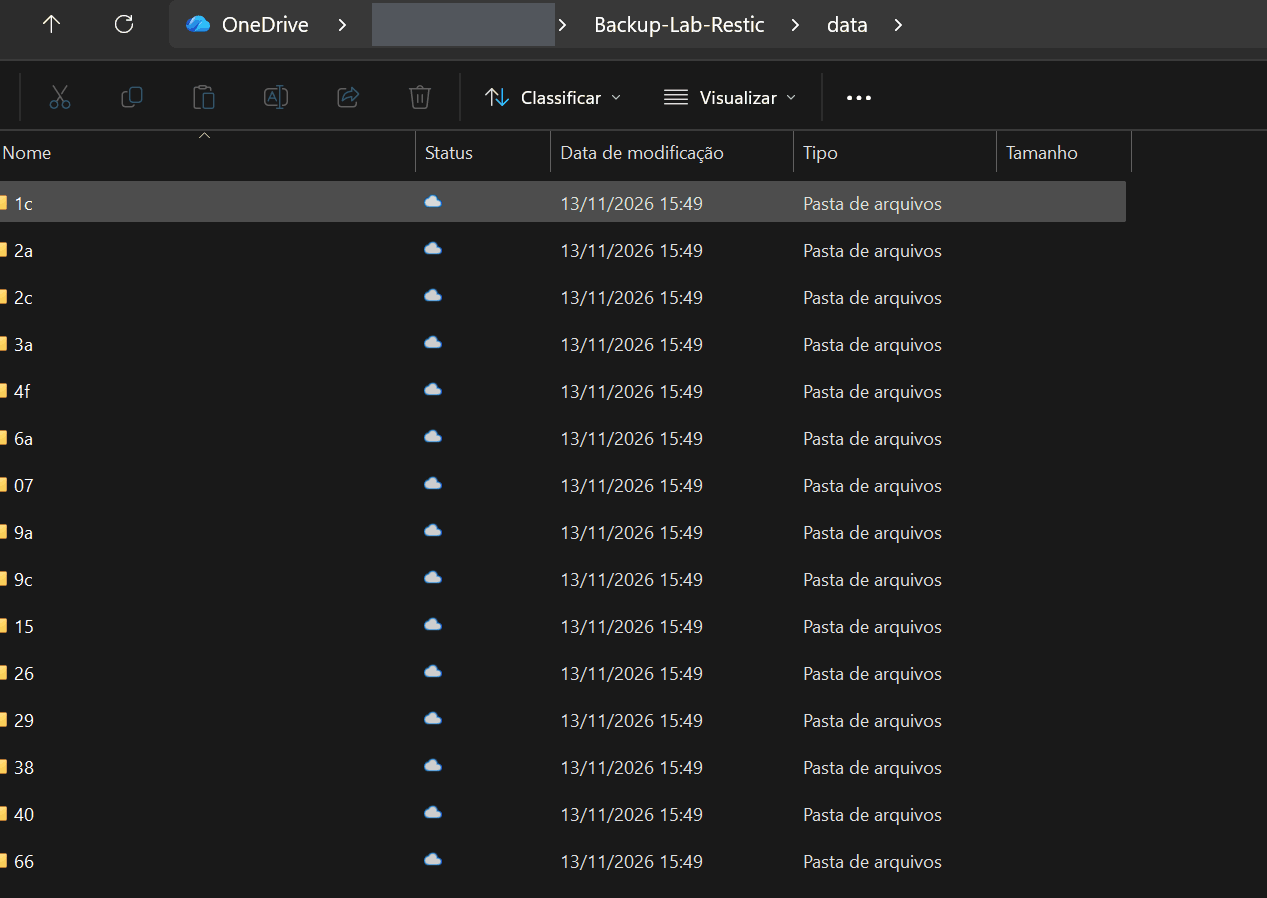 OneDrive > > Backup-Lab-Restic > data >
Classificar Visualizar
Nome Status Data de modificação Tipo Tamanho
1c 13/11/2026 15:49 Pasta de arquivos
2a 13/11/2026 15:49 Pasta de arquivos
2c 13/11/2026 15:49 Pasta de arquivos
3a 13/11/2026 15:49 Pasta de arquivos
4f 13/11/2026 15:49 Pasta de arquivos
6a 13/11/2026 15:49 Pasta de arquivos
07 13/11/2026 15:49 Pasta de arquivos
9a 13/11/2026 15:49 Pasta de arquivos
9c 13/11/2026 15:49 Pasta de arquivos
15 13/11/2026 15:49 Pasta de arquivos
26 13/11/2026 15:49 Pasta de arquivos
29 13/11/2026 15:49 Pasta de arquivos
38 13/11/2026 15:49 Pasta de arquivos
40 13/11/2026 15:49 Pasta de arquivos
66 13/11/2026 15:49 Pasta de arquivos